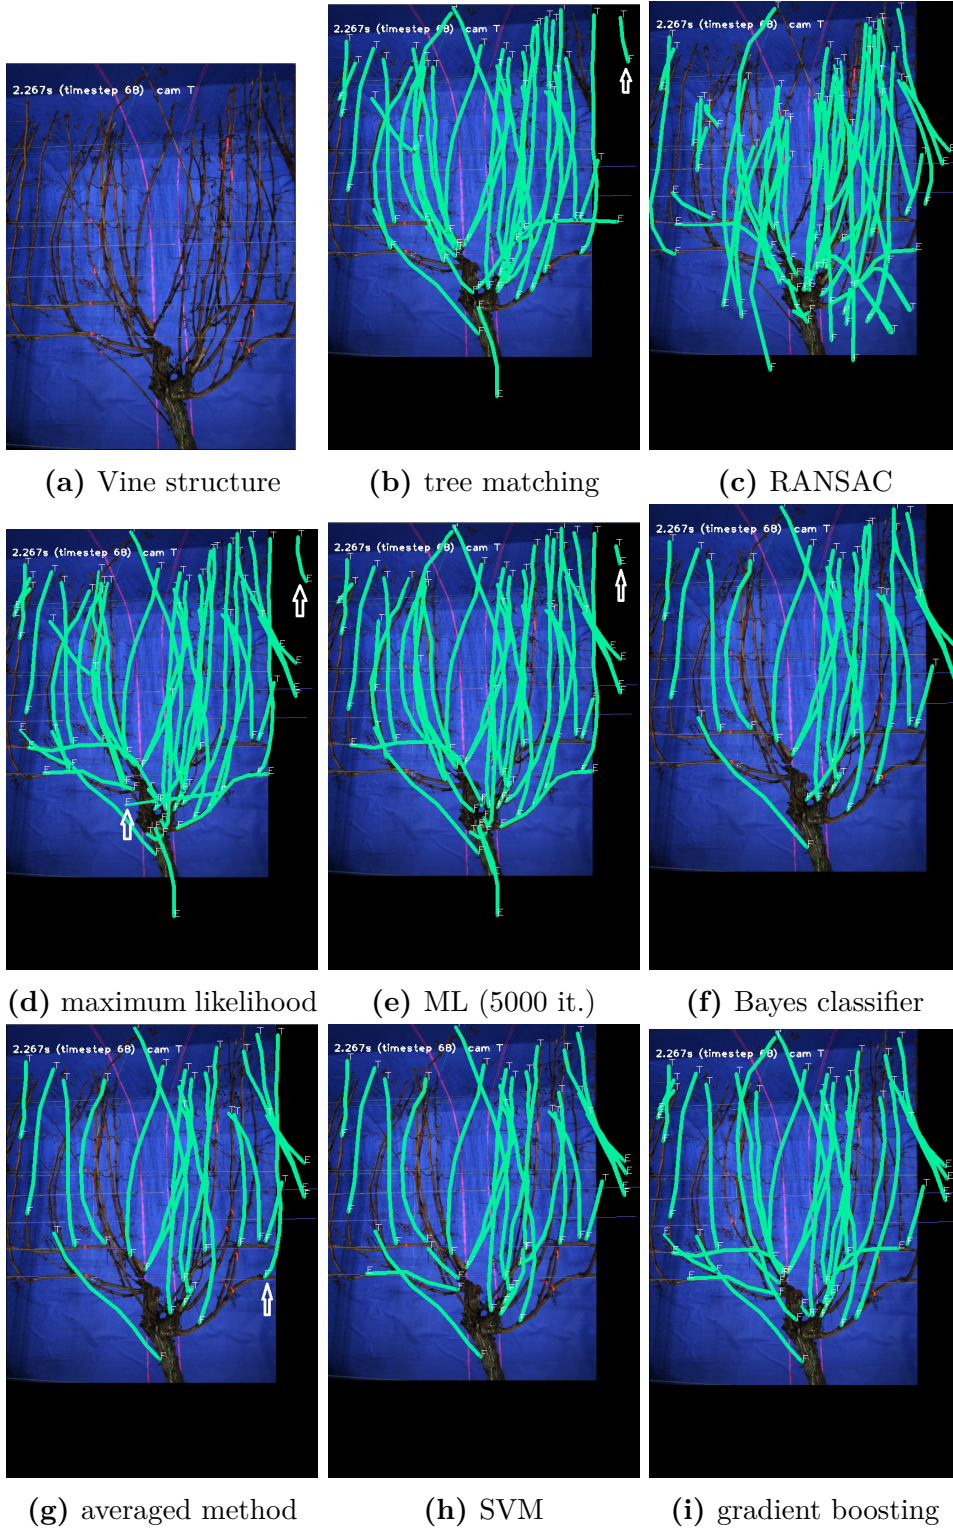 2.267s (timestep 68) cam T
2.267s (timestep 68) cam T
2.267s (timestep 68) cam T
(a) Vine structure
(b) tree matching
(c) RANSAC
2.267s (timestep 68) cam T
2.267s (timestep 68) cam T
2.267s (timestep 68) cam T
(d) maximum likelihood
(e) ML (5000 it.)
(f) Bayes classifier
2.267s (timestep 68) cam T
2.267s (timestep 68) cam T
2.267s (timestep 68) cam T
(g) averaged method
(h) SVM
(i) gradient boosting